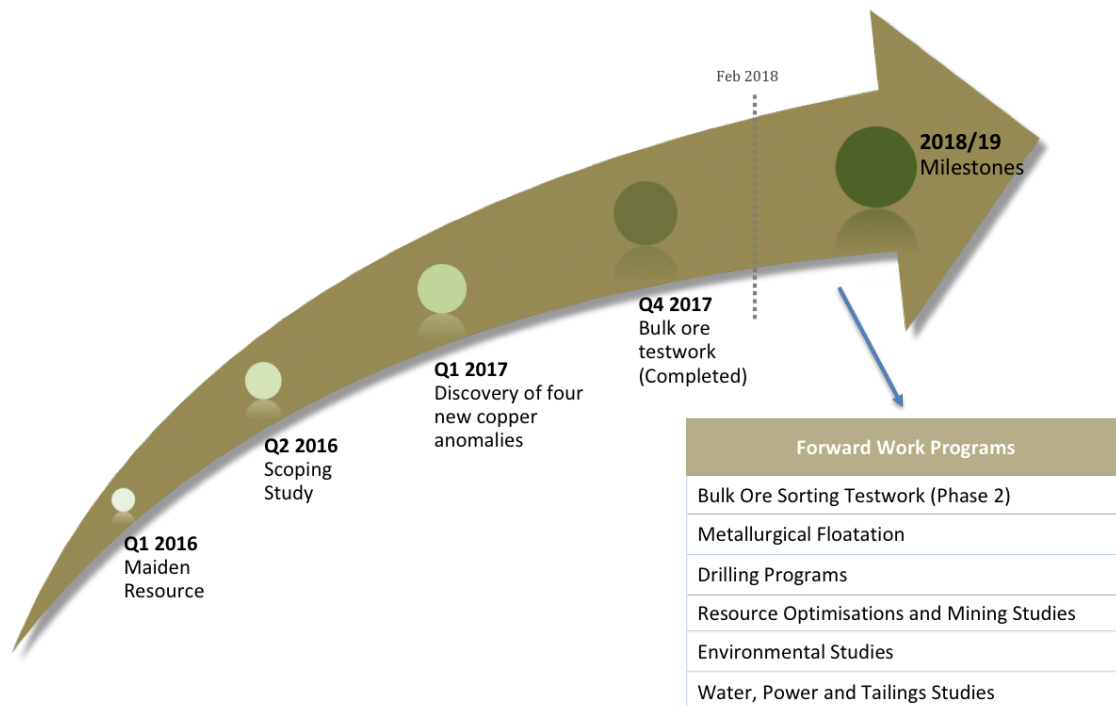 Feb 2018
2018/19
Milestones
Q4 2017
Bulk ore
testwork
(Completed)
Q1 2017
Discovery of four
new copper
anomalies
Q2 2016
Scoping
Study
Q1 2016
Maiden
Resource
Forward Work Programs
Bulk Ore Sorting Testwork (Phase 2)
Metallurgical Floatation
Drilling Programs
Resource Optimisations and Mining Studies
Environmental Studies
Water, Power and Tailings Studies